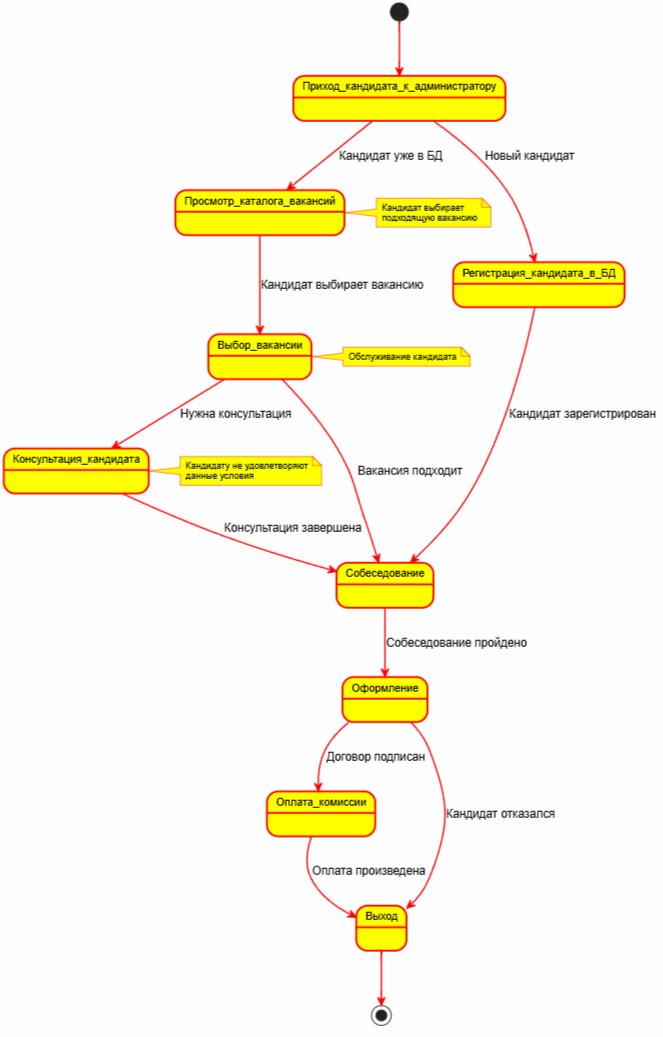 Приход_кандидата_к_администратору
Кандидат уже в БД
Новый кандидат
Просмотр_каталога_вакансий
Кандидат выбирает
подходящую вакансию
Регистрация_кандидата_в_БД
Кандидат выбирает вакансию
Выбор_вакансии
Обслуживание кандидата
Нужна консультация
Кандидат зарегистрирован
Консультация_кандидата
Кандидату не удовлетворяют
данные условия
Вакансия подходит
Консультация завершена
Собеседование
Собеседование пройдено
Оформление
Договор подписан
Оплата_комиссии
Кандидат отказался
Оплата произведена
Выход